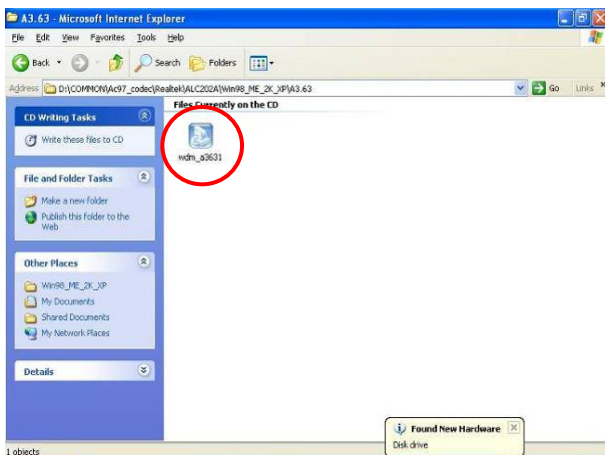 A3.63 - Microsoft Internet Explorer
File Edit View Favorites Tools Help
Back Search Folders
Address D:\COMMON\Ac97_codec\Realtek\ALC202A\Win98_ME_2K_XP\A3.63 Go Links »
Files Currently on the CD
CD Writing Tasks
Write these files to CD
wdm_a3631
File and Folder Tasks
Make a new folder
Publish this folder to the
Web
Other Places
Win98_ME_2K_XP
My Documents
Shared Documents
My Network Places
Details
Found New Hardware
Disk drive
1 objects